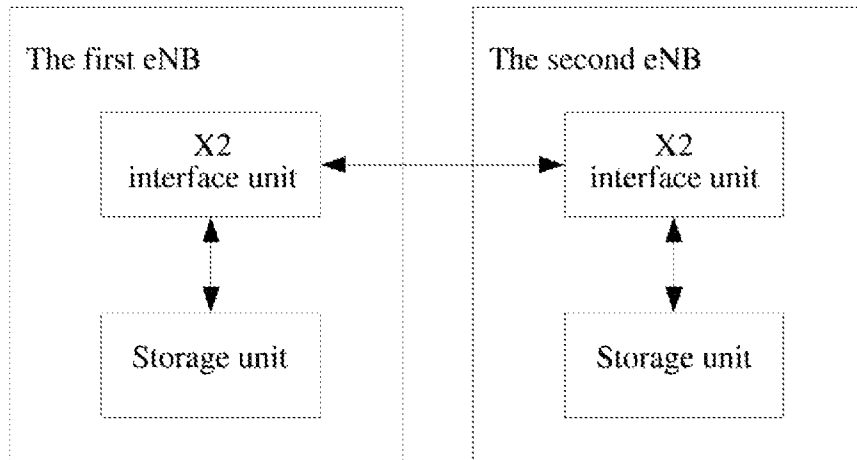 The first eNB
X2
interface unit
Storage unit
The second eNB
X2
interface unit
Storage unit